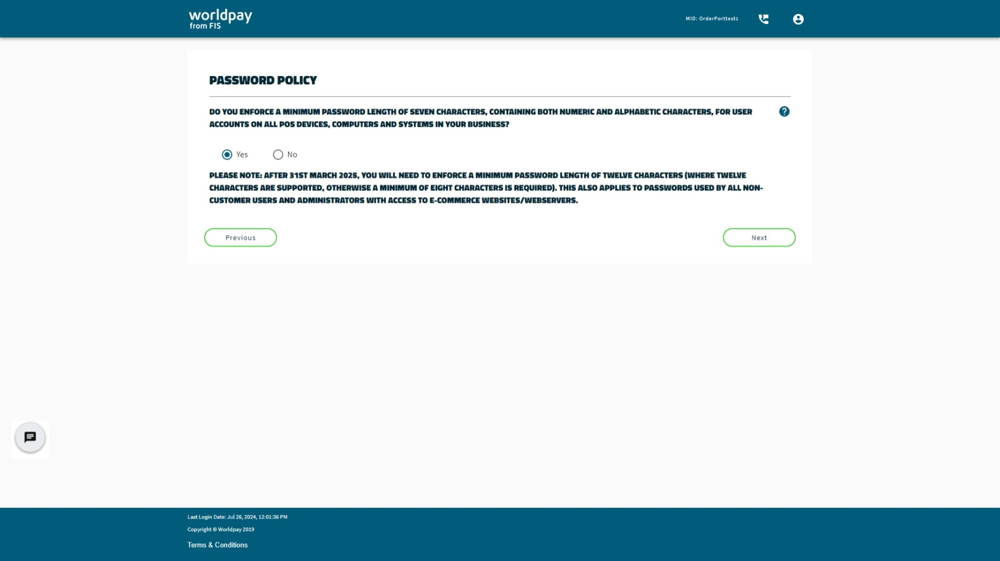 worldpay
from FIS
MID: OrderPorttest1
PASSWORD POLICY
DO YOU ENFORCE A MINIMUM PASSWORD LENGTH OF SEVEN CHARACTERS, CONTAINING BOTH NUMERIC AND ALPHABETIC CHARACTERS, FOR USER
ACCOUNTS ON ALL POS DEVICES, COMPUTERS AND SYSTEMS IN YOUR BUSINESS?
?
Yes
No
PLEASE NOTE: AFTER 31ST MARCH 2025, YOU WILL NEED TO ENFORCE A MINIMUM PASSWORD LENGTH OF TWELVE CHARACTERS (WHERE TWELVE
CHARACTERS ARE SUPPORTED, OTHERWISE A MINIMUM OF EIGHT CHARACTERS IS REQUIRED). THIS ALSO APPLIES TO PASSWORDS USED BY ALL NON-
CUSTOMER USERS AND ADMINISTRATORS WITH ACCESS TO E-COMMERCE WEBSITES/WEBSERVERS.
Previous
Next
Last Login Date: Jul 26, 2024, 12:01:36 PM
Copyright © Worldpay 2019
Terms & Conditions